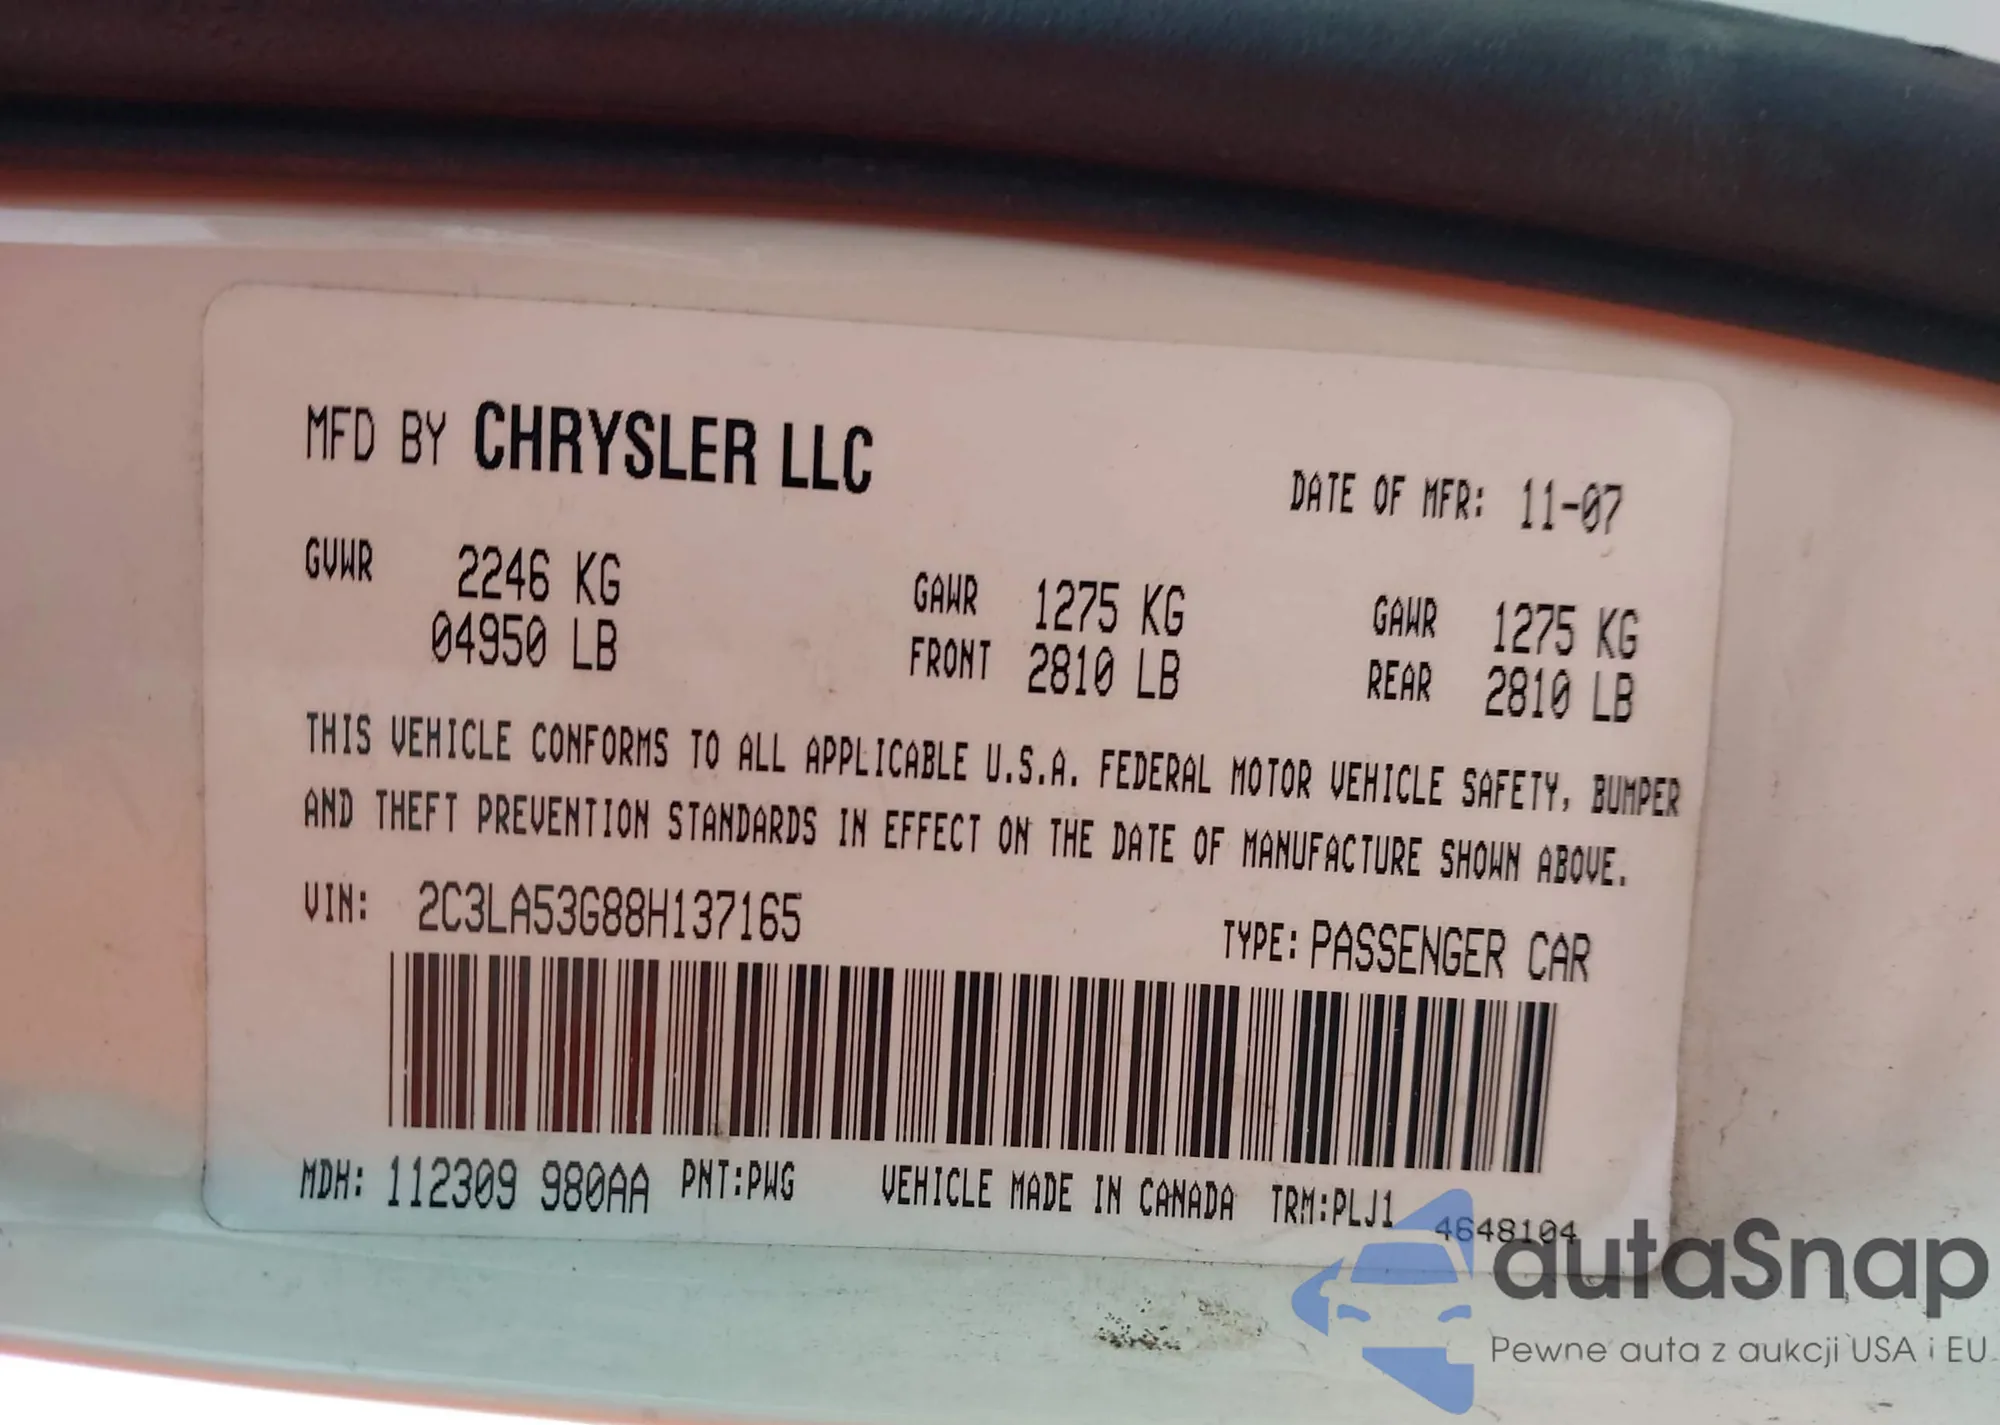 MFD BY CHRYSLER LLC
DATE OF MFR: 11-07
GVWR 2246 KG GAWR 1275 KG GAWR 1275 KG
04950 LB FRONT 2810 LB REAR 2810 LB
THIS VEHICLE CONFORMS TO ALL APPLICABLE U.S.A. FEDERAL MOTOR VEHICLE SAFETY, BUMPER
AND THEFT PREVENTION STANDARDS IN EFFECT ON THE DATE OF MANUFACTURE SHOWN ABOVE.
VIN: 2C3LA53G88H137165 TYPE: PASSENGER CAR
MDH: 112309 980AA PNT:PWG VEHICLE MADE IN CANADA TRM:PLJ1 4648104
autaSnap
Pewne auta z aukcji USA i EU